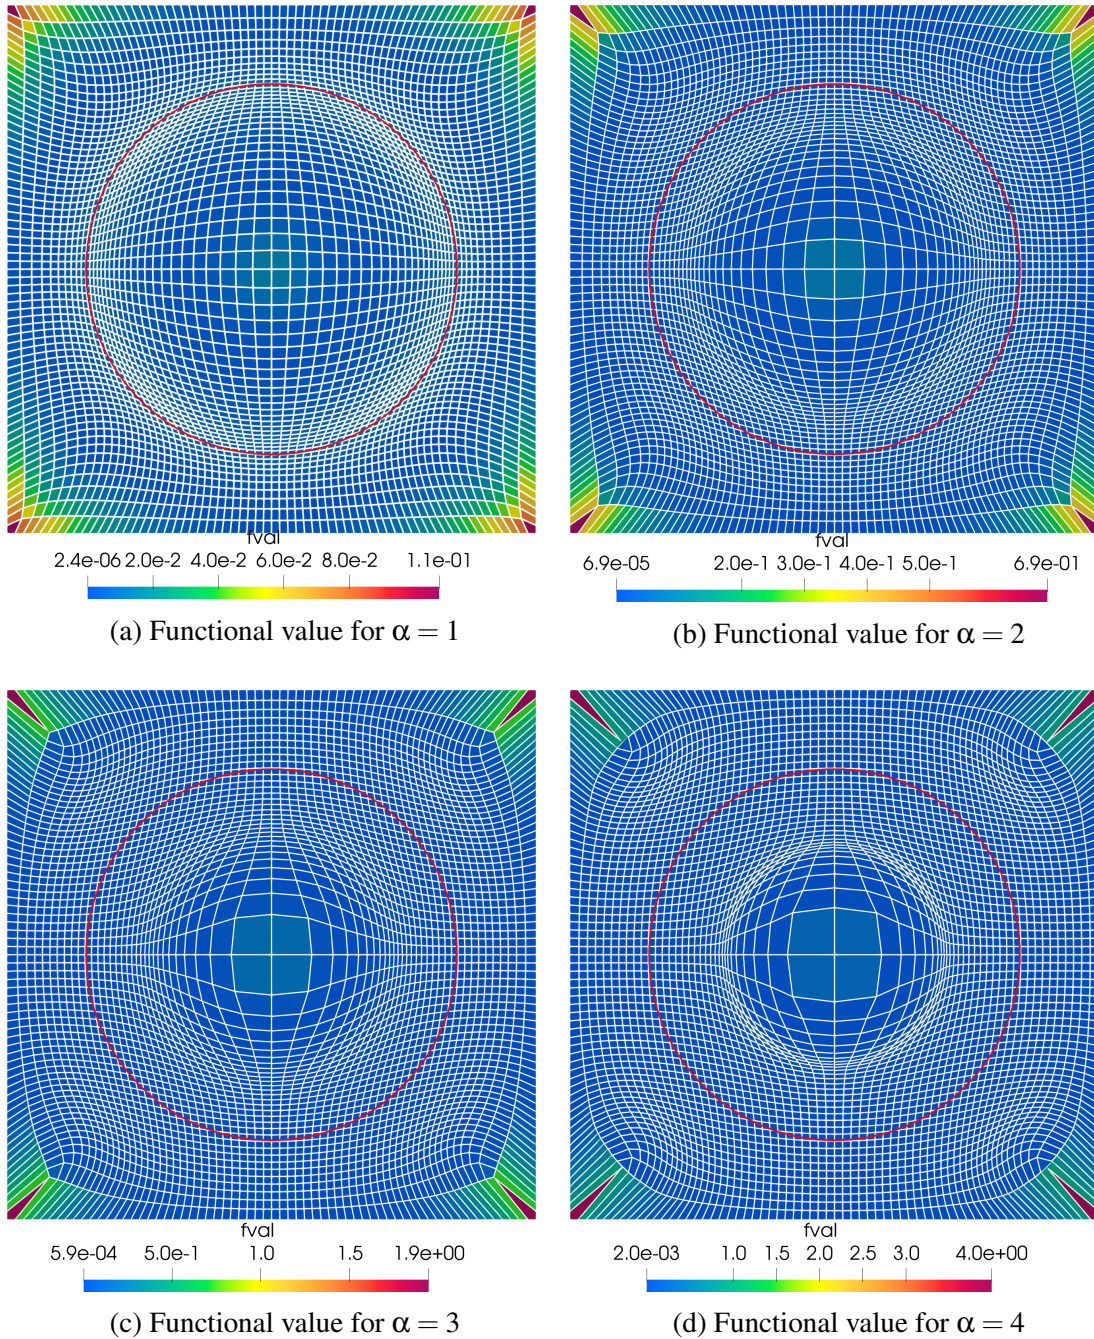 fval
2.4e-06 2.0e-2 4.0e-2 6.0e-2 8.0e-2 1.1e-01
(a) Functional value for α = 1
fval
6.9e-05 2.0e-1 3.0e-1 4.0e-1 5.0e-1 6.9e-01
(b) Functional value for α = 2
fval
5.9e-04 5.0e-1 1.0 1.5 1.9e+00
(c) Functional value for α = 3
fval
2.0e-03 1.0 1.5 2.0 2.5 3.0 4.0e+00
(d) Functional value for α = 4